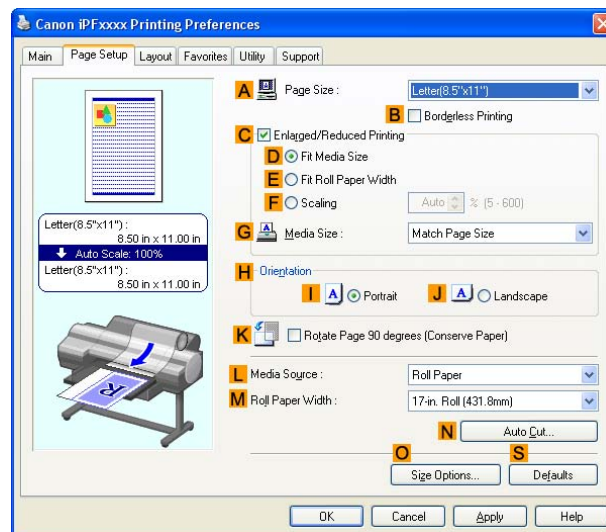 Canon iPFxxxx Printing Preferences
Main Page Setup Layout Favorites Utility Support
A Page Size : Letter(8.5"x11")
B Borderless Printing
C Enlarged/Reduced Printing
D Fit Media Size
E Fit Roll Paper Width
F Scaling Auto % (5 - 600)
G Media Size : Match Page Size
Letter(8.5"x11") :
8.50 in x 11.00 in
Auto Scale: 100%
Letter(8.5"x11") :
8.50 in x 11.00 in
H Orientation
I A Portrait J A Landscape
K Rotate Page 90 degrees (Conserve Paper)
R
L Media Source : Roll Paper
M Roll Paper Width : 17-in. Roll (431.8mm)
N Auto Cut...
O S
Size Options... Defaults
OK Cancel Apply Help